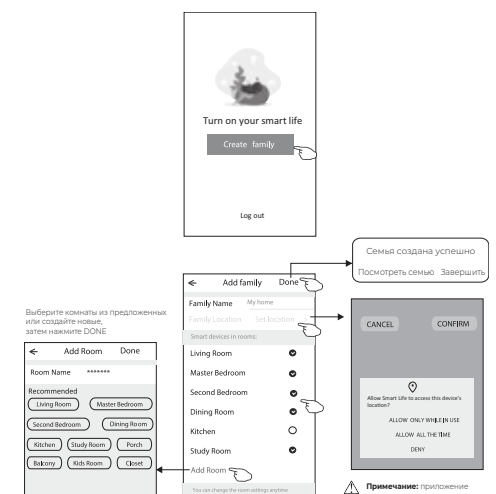 Turn on your smart life
Create family
Log out
Семья создана успешно
Посмотреть семью Завершить
Add family Done
Family Name My home
Family Location Set location >
Smart devices in rooms:
Living Room
Master Bedroom
Second Bedroom
Dining Room
Kitchen
Study Room
Add Room
You can change the room settings anytime
Выберите комнаты из предложенных
или создайте новые,
затем нажмите DONE
Add Room Done
Room Name *******
Recommended
Living Room Master Bedroom
Second Bedroom Dining Room
Kitchen Study Room Porch
Balcony Kids Room Closet
CANCEL CONFIRM
Allow Smart Life to access this device's
location?
ALLOW ONLY WHILE IN USE
ALLOW ALL THE TIME
DENY
Примечание: приложение